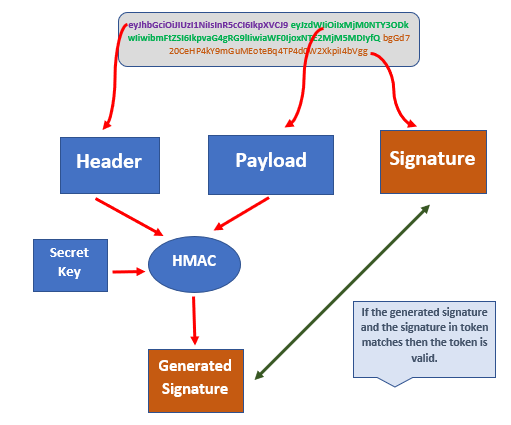 eyJhbGciOiJIUzI1NiIsInR5cCI6IkpXVCJ9 eyJzdWIiOiIxMjM0NTY3ODk
wIiwibmFtZSI6IkpvaG4gRG9lIiwiaWF0IjoxNTE2MjM5MDIyfQ bgGd7
20CeHP4kY9mGuMEoteBq4TP4d0W2XkpiI4bVgg
Header
Payload
Signature
Secret
Key
HMAC
If the generated signature
and the signature in token
matches then the token is
valid.
Generated
Signature